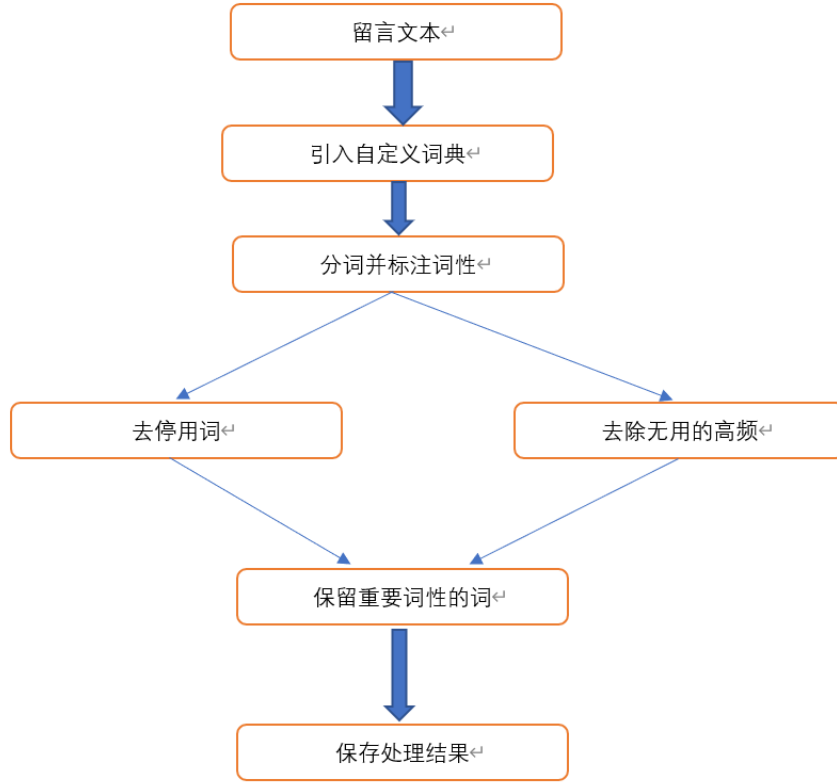 留言文本↵
引入自定义词典↵
分词并标注词性↵
去停用词↵
去除无用的高频↵
保留重要词性的词↵
保存处理结果↵